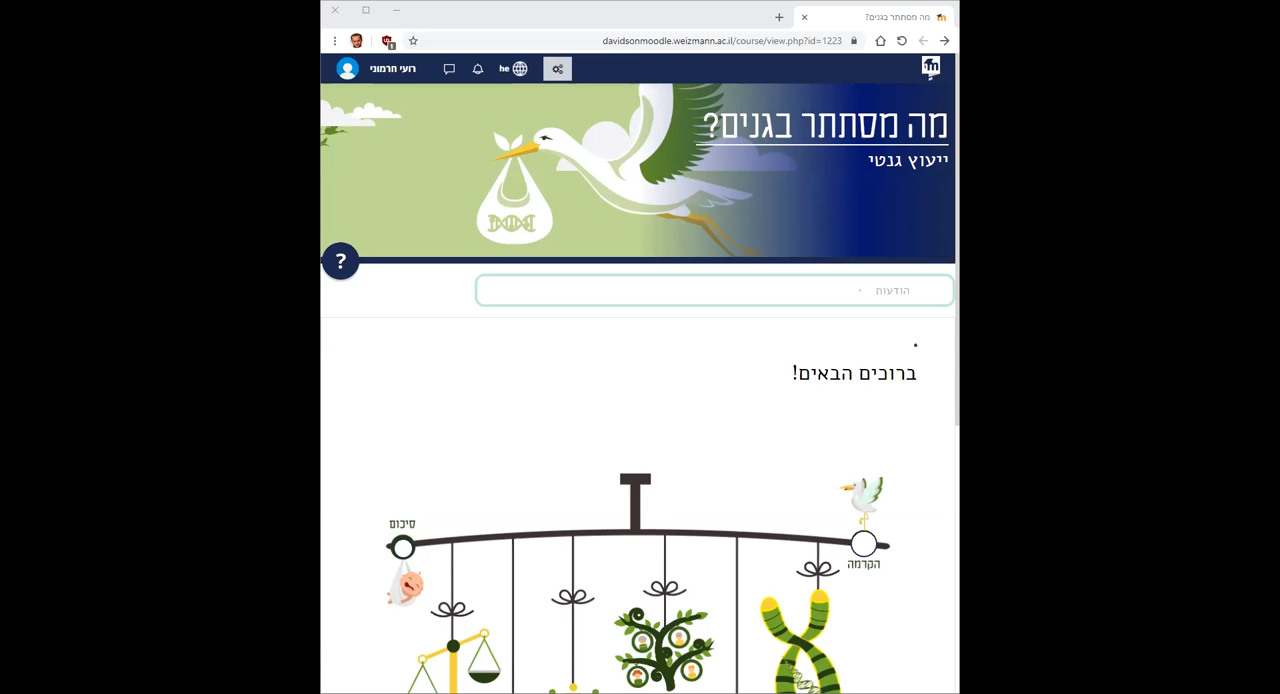 מה מסתתר בגנים?
davidsonmoodle.weizmann.ac.il/course/view.php?id=1223
1
he
רועי חרמוני
מה מסתתר בגנים?
ייעוץ גנטי
?
הודעות
ברוכים הבאים!
סיכום
הקדמה